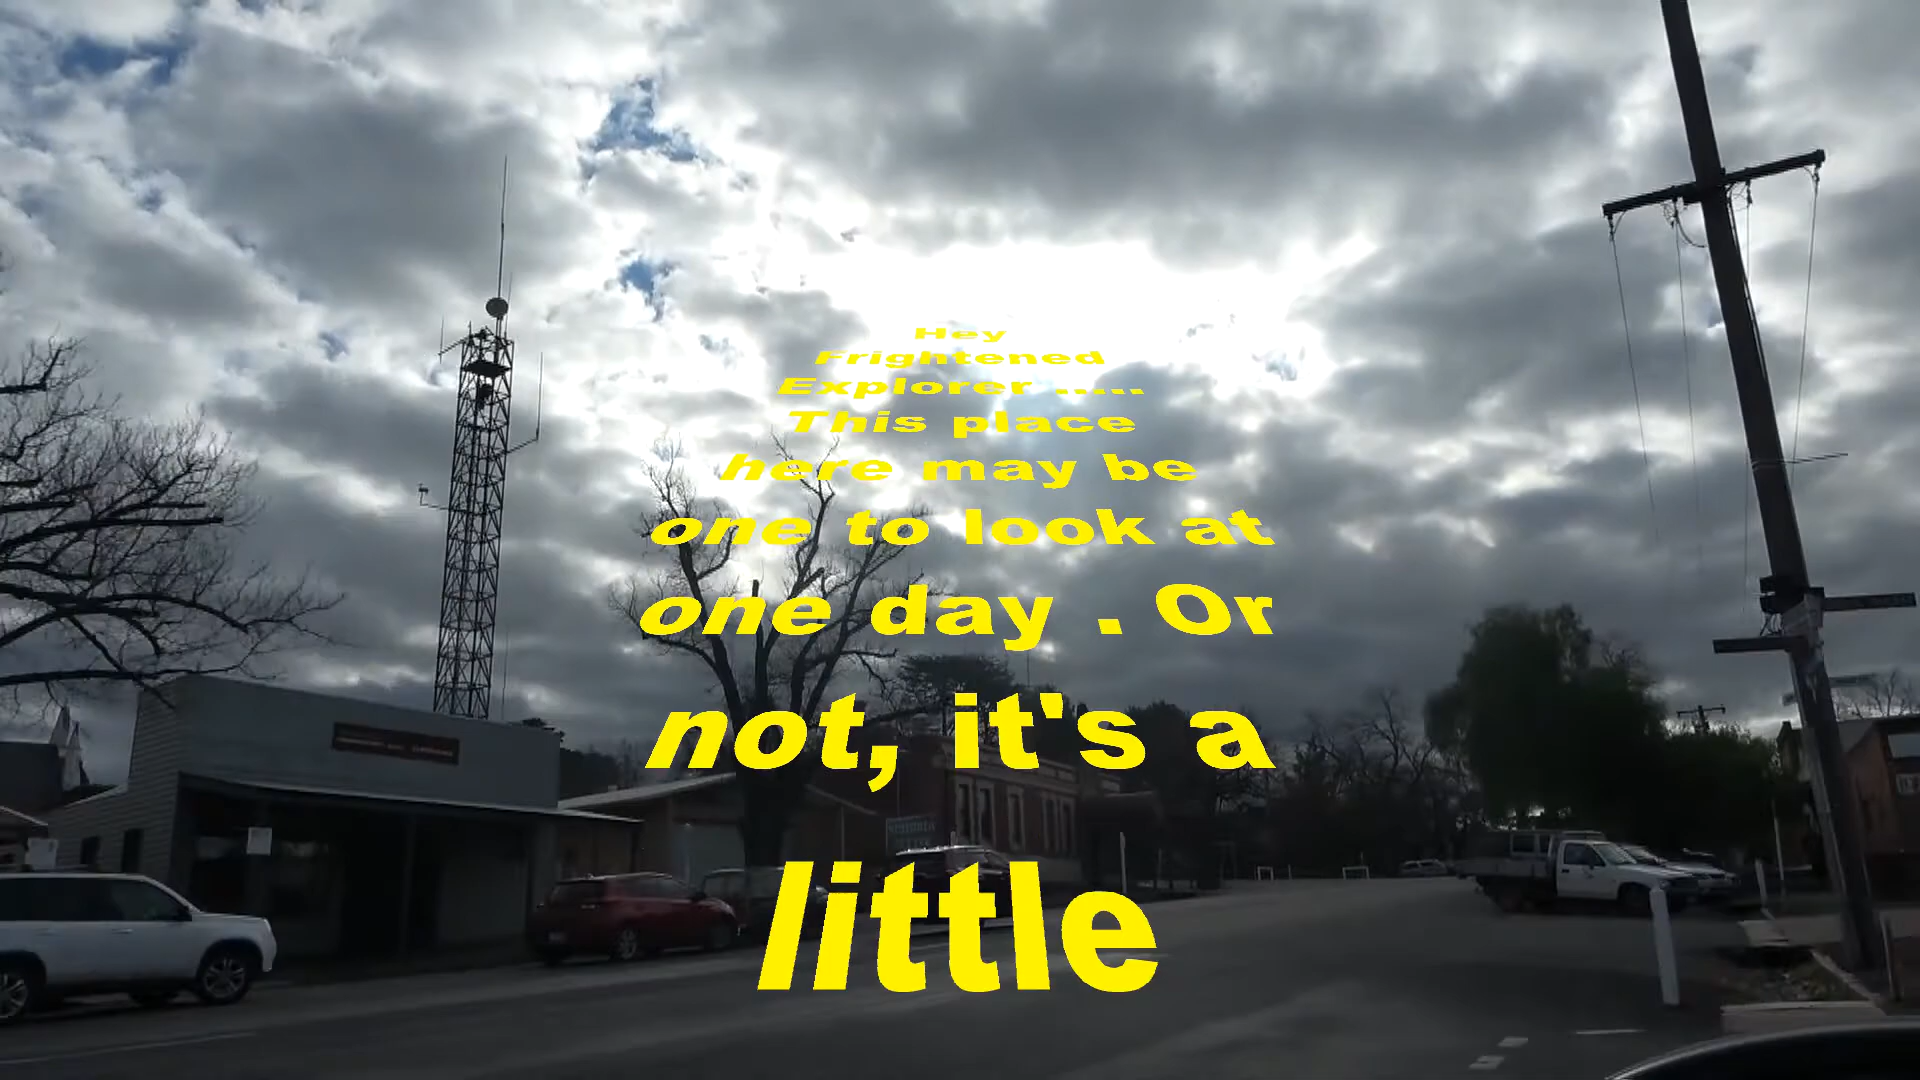 Hey
Frightened
Explorer .....
This place
here may be
one to look at
one day . Or
not, it's a
little